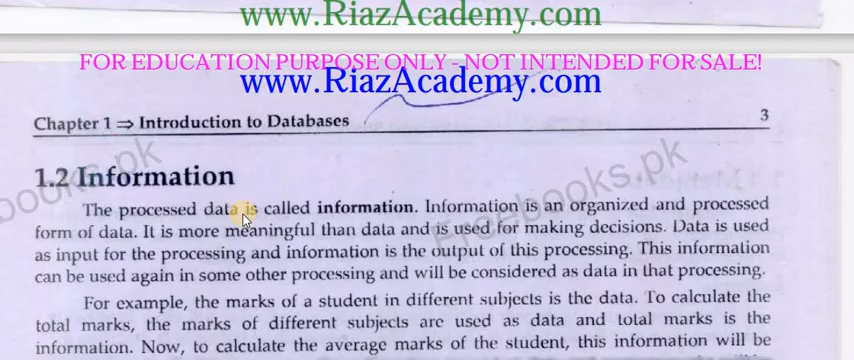 www.RiazAcademy.com
FOR EDUCATION PURPOSE ONLY - NOT INTENDED FOR SALE!
www.RiazAcademy.com
Chapter 1 ⇒ Introduction to Databases 3
1.2 Information
The processed data is called information. Information is an organized and processed
form of data. It is more meaningful than data and is used for making decisions. Data is used
as input for the processing and information is the output of this processing. This information
can be used again in some other processing and will be considered as data in that processing.
For example, the marks of a student in different subjects is the data. To calculate the
total marks, the marks of different subjects are used as data and total marks is the
information. Now, to calculate the average marks of the student, this information will be
ooks.pk
Freebooks.pk